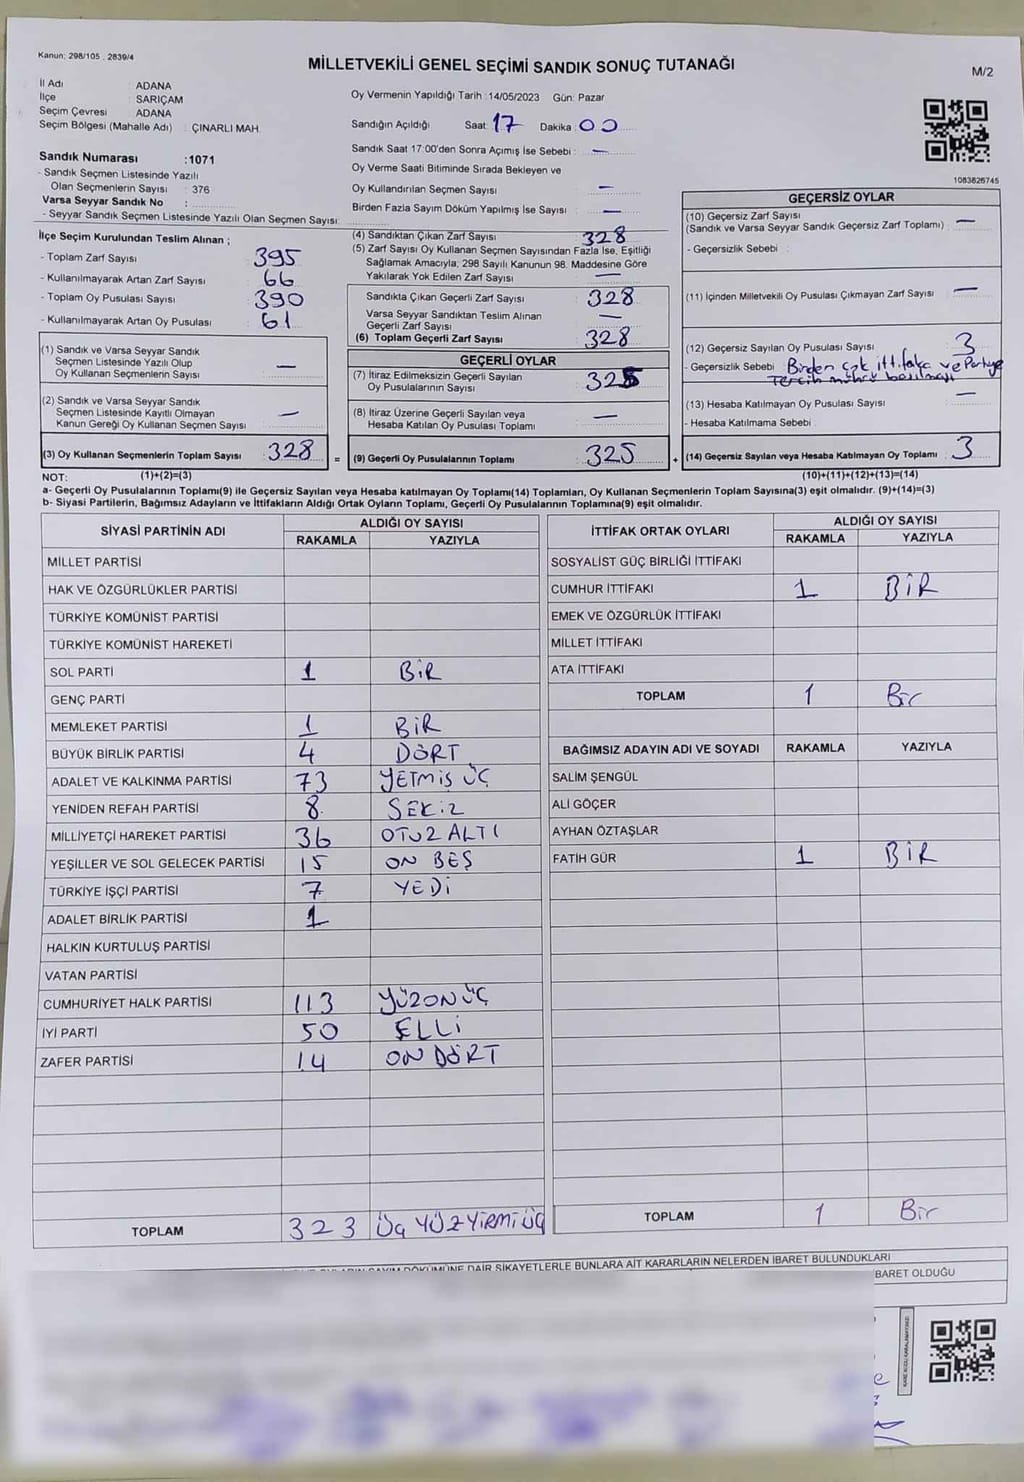 Kanun: 298/105 , 2839/4
MİLLETVEKİLİ GENEL SEÇİMİ SANDIK SONUÇ TUTANAĞI
M/2
İl Adı : ADANA
İlçe : SARIÇAM
Seçim Çevresi : ADANA
Seçim Bölgesi (Mahalle Adı) : ÇINARLI MAH.
Sandık Numarası :1071
- Sandık Seçmen Listesinde Yazılı
Olan Seçmenlerin Sayısı : 376
Varsa Seyyar Sandık No :
- Seyyar Sandık Seçmen Listesinde Yazılı Olan Seçmen Sayısı:
Oy Vermenin Yapıldığı Tarih :14/05/2023 Gün: Pazar
Sandığın Açıldığı Saat: 17 Dakika: 00
Sandık Saat 17:00'den Sonra Açımış İse Sebebi : —
Oy Verme Saati Bitiminde Sırada Bekleyen ve
Oy Kullandırılan Seçmen Sayısı —
Birden Fazla Sayım Döküm Yapılmış İse Sayısı : —
1083826745
İlçe Seçim Kurulundan Teslim Alınan ;
- Toplam Zarf Sayısı : 395
- Kullanılmayarak Artan Zarf Sayısı : 66
- Toplam Oy Pusulası Sayısı : 390
- Kullanılmayarak Artan Oy Pusulası : 61
(1) Sandık ve Varsa Seyyar Sandık
Seçmen Listesinde Yazılı Olup
Oy Kullanan Seçmenlerin Sayısı : —
(2) Sandık ve Varsa Seyyar Sandık
Seçmen Listesinde Kayıtlı Olmayan
Kanun Gereği Oy Kullanan Seçmen Sayısı : —
(3) Oy Kullanan Seçmenlerin Toplam Sayısı : 328 =
(4) Sandıktan Çıkan Zarf Sayısı : 328
(5) Zarf Sayısı Oy Kullanan Seçmen Sayısından Fazla İse, Eşitliği
Sağlamak Amacıyla, 298 Sayılı Kanunun 98. Maddesine Göre
Yakılarak Yok Edilen Zarf Sayısı : —
Sandıkta Çıkan Geçerli Zarf Sayısı : 328
Varsa Seyyar Sandıktan Teslim Alınan
Geçerli Zarf Sayısı : —
(6) Toplam Geçerli Zarf Sayısı : 328
GEÇERLİ OYLAR
(7) İtiraz Edilmeksizin Geçerli Sayılan
Oy Pusulalarının Sayısı : 325
(8) İtiraz Üzerine Geçerli Sayılan veya
Hesaba Katılan Oy Pusulası Toplamı : —
(9) Geçerli Oy Pusulalarının Toplamı : 325 +
GEÇERSİZ OYLAR
(10) Geçersiz Zarf Sayısı
(Sandık ve Varsa Seyyar Sandık Geçersiz Zarf Toplamı) : —
- Geçersizlik Sebebi :
(11) İçinden Milletvekili Oy Pusulası Çıkmayan Zarf Sayısı : —
(12) Geçersiz Sayılan Oy Pusulası Sayısı : 3
- Geçersizlik Sebebi : Birden çok ittifaka ve Partiye
Tercih mührü basılması
(13) Hesaba Katılmayan Oy Pusulası Sayısı : —
- Hesaba Katılmama Sebebi :
(14) Geçersiz Sayılan veya Hesaba Katılmayan Oy Toplamı : 3
NOT: (1)+(2)=(3) (10)+(11)+(12)+(13)=(14)
a- Geçerli Oy Pusulalarının Toplamı(9) ile Geçersiz Sayılan veya Hesaba katılmayan Oy Toplamı(14) Toplamları, Oy Kullanan Seçmenlerin Toplam Sayısına(3) eşit olmalıdır. (9)+(14)=(3)
b- Siyasi Partilerin, Bağımsız Adayların ve İttifakların Aldığı Ortak Oyların Toplamı, Geçerli Oy Pusulalarının Toplamına(9) eşit olmalıdır.
SİYASİ PARTİNİN ADI ALDIĞI OY SAYISI
RAKAMLA YAZIYLA
MİLLET PARTİSİ
HAK VE ÖZGÜRLÜKLER PARTİSİ
TÜRKİYE KOMÜNİST PARTİSİ
TÜRKİYE KOMÜNİST HAREKETİ
SOL PARTİ 1 BİR
GENÇ PARTİ
MEMLEKET PARTİSİ 1 BİR
BÜYÜK BİRLİK PARTİSİ 4 DÖRT
ADALET VE KALKINMA PARTİSİ 73 YETMİŞ ÜÇ
YENİDEN REFAH PARTİSİ 8 SEKİZ
MİLLİYETÇİ HAREKET PARTİSİ 36 OTUZ ALTI
YEŞİLLER VE SOL GELECEK PARTİSİ 15 ON BEŞ
TÜRKİYE İŞÇİ PARTİSİ 7 YEDİ
ADALET BİRLİK PARTİSİ 1
HALKIN KURTULUŞ PARTİSİ
VATAN PARTİSİ
CUMHURİYET HALK PARTİSİ 113 YÜZONÜÇ
İYİ PARTİ 50 ELLİ
ZAFER PARTİSİ 14 ON DÖRT
TOPLAM 323 ÜÇ YÜZ YİRMİ ÜÇ
İTTİFAK ORTAK OYLARI ALDIĞI OY SAYISI
RAKAMLA YAZIYLA
SOSYALİST GÜÇ BİRLİĞİ İTTİFAKI
CUMHUR İTTİFAKI 1 BİR
EMEK VE ÖZGÜRLÜK İTTİFAKI
MİLLET İTTİFAKI
ATA İTTİFAKI
TOPLAM 1 Bir
BAĞIMSIZ ADAYIN ADI VE SOYADI RAKAMLA YAZIYLA
SALİM ŞENGÜL
ALİ GÖÇER
AYHAN ÖZTAŞLAR
FATİH GÜR 1 BİR
TOPLAM 1 Bir
DÖKÜMÜNE DAİR ŞİKAYETLERLE BUNLARA AİT KARARLARIN NELERDEN İBARET BULUNDUKLARI
BARET OLDUĞU